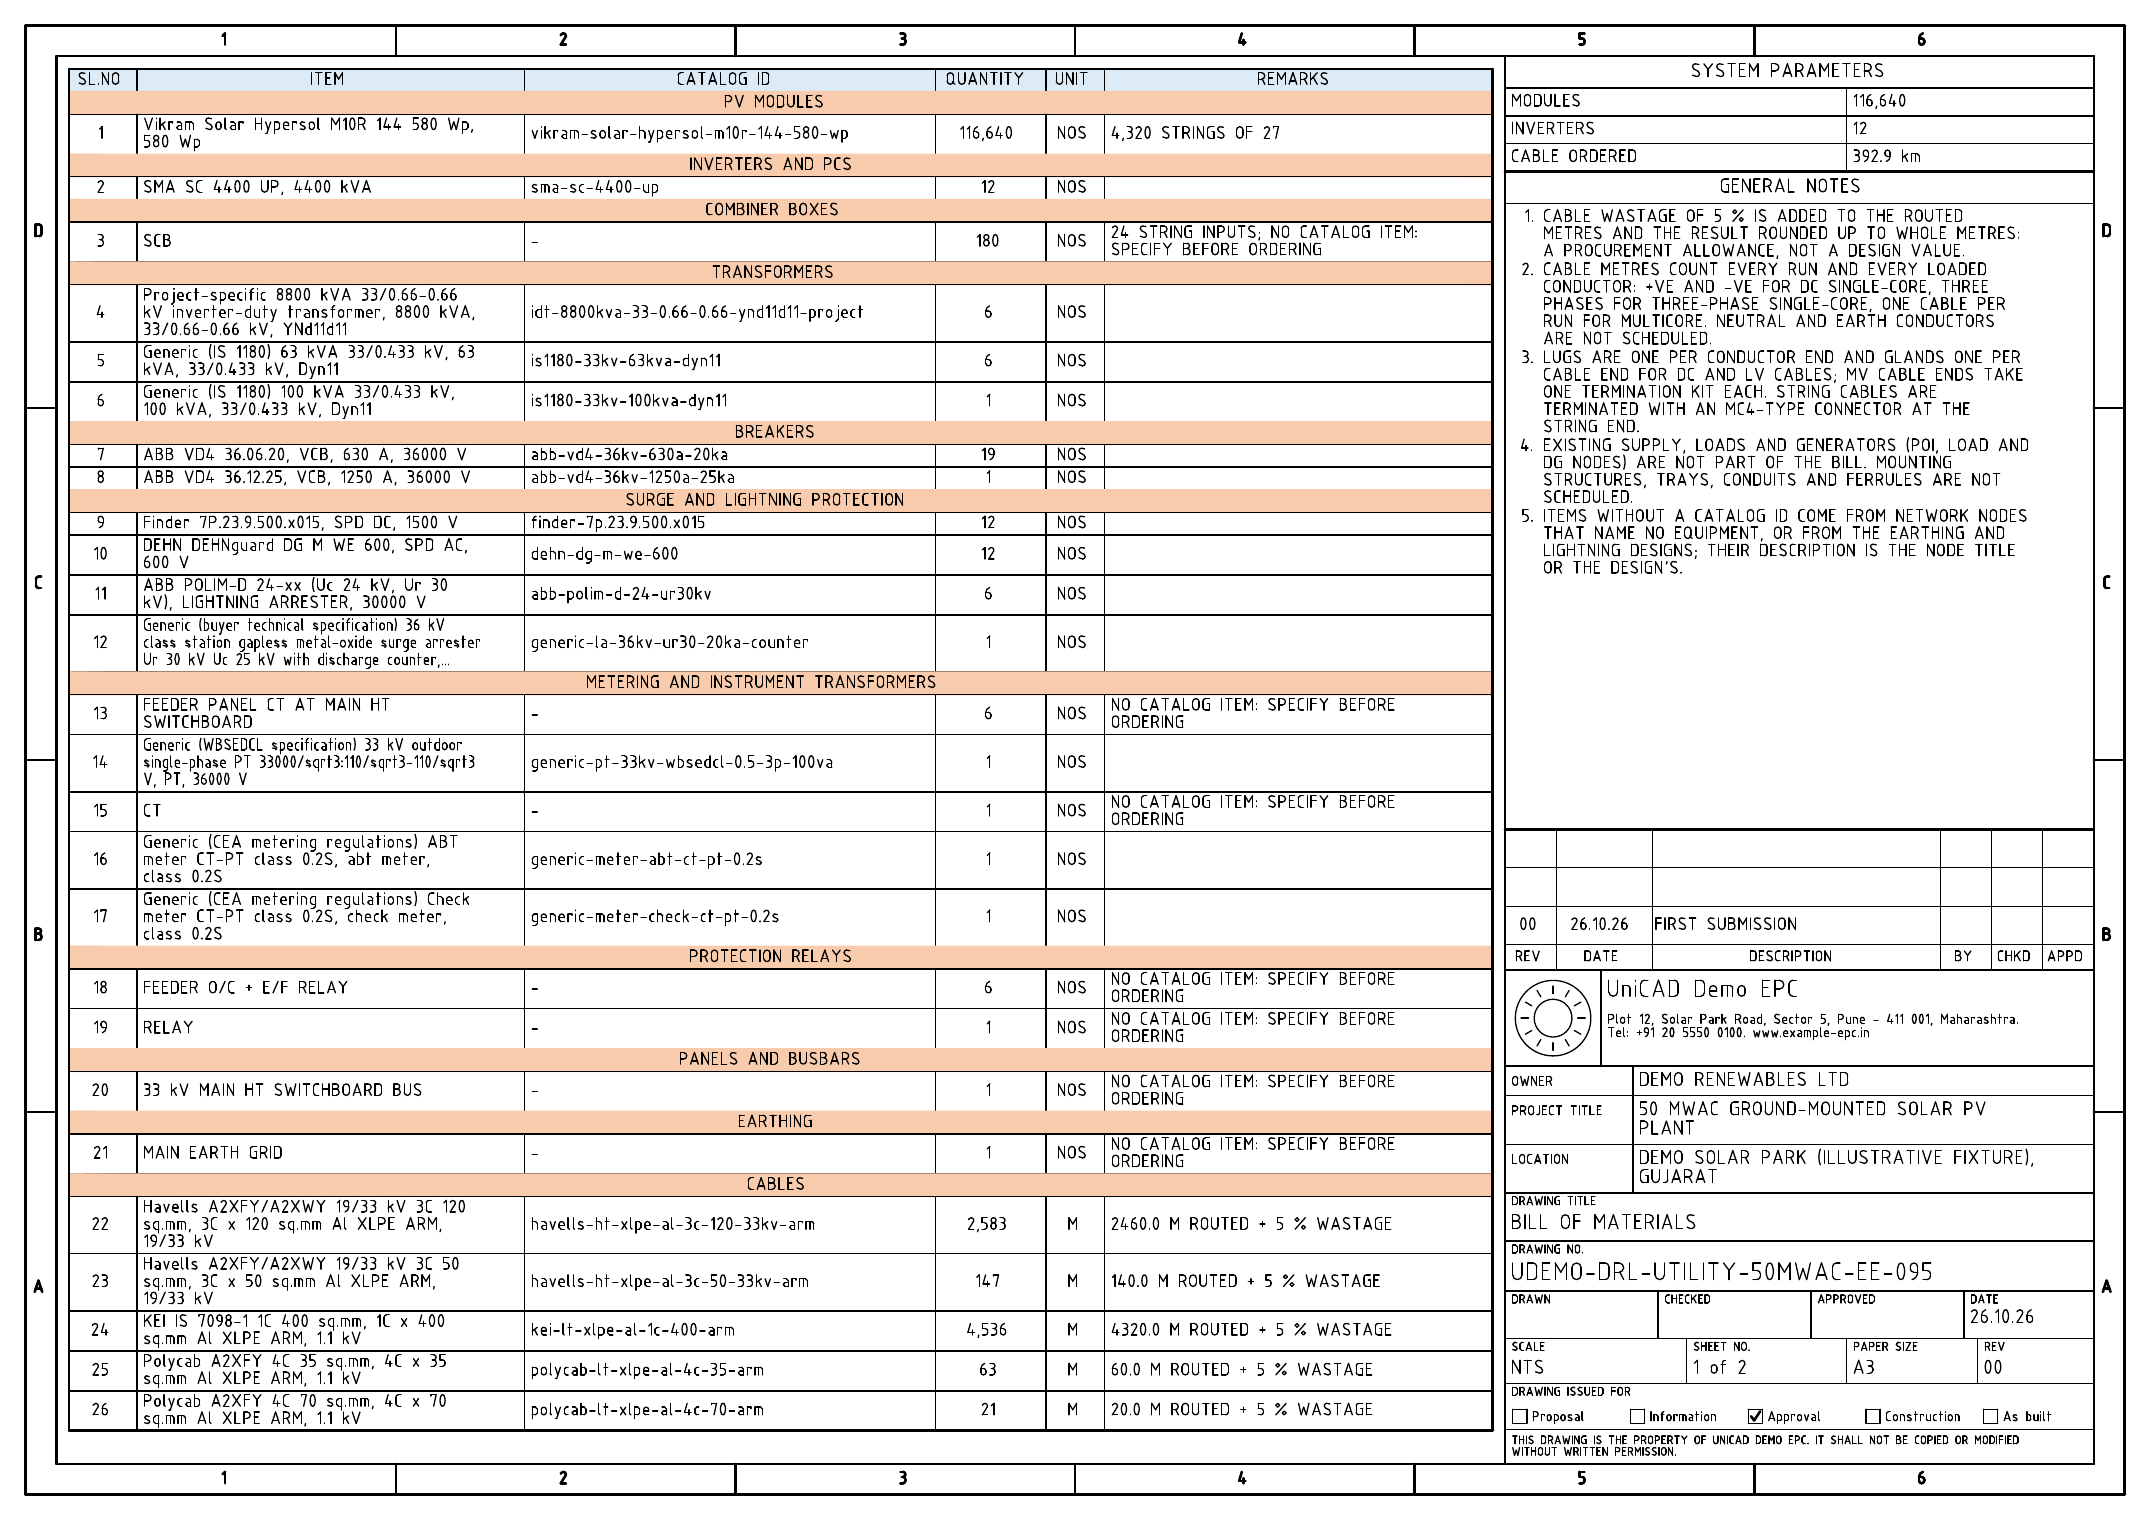 1 2 3 4 5 6
SL.NO ITEM CATALOG ID QUANTITY UNIT REMARKS
PV MODULES
1 Vikram Solar Hypersol M10R 144 580 Wp, 580 Wp vikram-solar-hypersol-m10r-144-580-wp 116,640 NOS 4,320 STRINGS OF 27
INVERTERS AND PCS
2 SMA SC 4400 UP, 4400 kVA sma-sc-4400-up 12 NOS
COMBINER BOXES
3 SCB - 180 NOS 24 STRING INPUTS; NO CATALOG ITEM: SPECIFY BEFORE ORDERING
TRANSFORMERS
4 Project-specific 8800 kVA 33/0.66-0.66 kV inverter-duty transformer, 8800 kVA, 33/0.66-0.66 kV, YNd11d11 idt-8800kva-33-0.66-0.66-ynd11d11-project 6 NOS
5 Generic (IS 1180) 63 kVA 33/0.433 kV, 63 kVA, 33/0.433 kV, Dyn11 is1180-33kv-63kva-dyn11 6 NOS
6 Generic (IS 1180) 100 kVA 33/0.433 kV, 100 kVA, 33/0.433 kV, Dyn11 is1180-33kv-100kva-dyn11 1 NOS
BREAKERS
7 ABB VD4 36.06.20, VCB, 630 A, 36000 V abb-vd4-36kv-630a-20ka 19 NOS
8 ABB VD4 36.12.25, VCB, 1250 A, 36000 V abb-vd4-36kv-1250a-25ka 1 NOS
SURGE AND LIGHTNING PROTECTION
9 Finder 7P.23.9.500.x015, SPD DC, 1500 V finder-7p.23.9.500.x015 12 NOS
10 DEHN DEHNguard DG M WE 600, SPD AC, 600 V dehn-dg-m-we-600 12 NOS
11 ABB POLIM-D 24-xx (Uc 24 kV, Ur 30 kV), LIGHTNING ARRESTER, 30000 V abb-polim-d-24-ur30kv 6 NOS
12 Generic (buyer technical specification) 36 kV class station gapless metal-oxide surge arrester Ur 30 kV Uc 25 kV with discharge counter,... generic-la-36kv-ur30-20ka-counter 1 NOS
METERING AND INSTRUMENT TRANSFORMERS
13 FEEDER PANEL CT AT MAIN HT SWITCHBOARD - 6 NOS NO CATALOG ITEM: SPECIFY BEFORE ORDERING
14 Generic (WBSEDCL specification) 33 kV outdoor single-phase PT 33000/sqrt3:110/sqrt3-110/sqrt3 V, PT, 36000 V generic-pt-33kv-wbsedcl-0.5-3p-100va 1 NOS
15 CT - 1 NOS NO CATALOG ITEM: SPECIFY BEFORE ORDERING
16 Generic (CEA metering regulations) ABT meter CT-PT class 0.2S, abt meter, class 0.2S generic-meter-abt-ct-pt-0.2s 1 NOS
17 Generic (CEA metering regulations) Check meter CT-PT class 0.2S, check meter, class 0.2S generic-meter-check-ct-pt-0.2s 1 NOS
PROTECTION RELAYS
18 FEEDER O/C + E/F RELAY - 6 NOS NO CATALOG ITEM: SPECIFY BEFORE ORDERING
19 RELAY - 1 NOS NO CATALOG ITEM: SPECIFY BEFORE ORDERING
PANELS AND BUSBARS
20 33 kV MAIN HT SWITCHBOARD BUS - 1 NOS NO CATALOG ITEM: SPECIFY BEFORE ORDERING
EARTHING
21 MAIN EARTH GRID - 1 NOS NO CATALOG ITEM: SPECIFY BEFORE ORDERING
CABLES
22 Havells A2XFY/A2XWY 19/33 kV 3C 120 sq.mm, 3C x 120 sq.mm Al XLPE ARM, 19/33 kV havells-ht-xlpe-al-3c-120-33kv-arm 2,583 M 2460.0 M ROUTED + 5 % WASTAGE
23 Havells A2XFY/A2XWY 19/33 kV 3C 50 sq.mm, 3C x 50 sq.mm Al XLPE ARM, 19/33 kV havells-ht-xlpe-al-3c-50-33kv-arm 147 M 140.0 M ROUTED + 5 % WASTAGE
24 KEI IS 7098-1 1C 400 sq.mm, 1C x 400 sq.mm Al XLPE ARM, 1.1 kV kei-lt-xlpe-al-1c-400-arm 4,536 M 4320.0 M ROUTED + 5 % WASTAGE
25 Polycab A2XFY 4C 35 sq.mm, 4C x 35 sq.mm Al XLPE ARM, 1.1 kV polycab-lt-xlpe-al-4c-35-arm 63 M 60.0 M ROUTED + 5 % WASTAGE
26 Polycab A2XFY 4C 70 sq.mm, 4C x 70 sq.mm Al XLPE ARM, 1.1 kV polycab-lt-xlpe-al-4c-70-arm 21 M 20.0 M ROUTED + 5 % WASTAGE
SYSTEM PARAMETERS
MODULES 116,640
INVERTERS 12
CABLE ORDERED 392.9 km
GENERAL NOTES
1. CABLE WASTAGE OF 5 % IS ADDED TO THE ROUTED
METRES AND THE RESULT ROUNDED UP TO WHOLE METRES:
A PROCUREMENT ALLOWANCE, NOT A DESIGN VALUE.
2. CABLE METRES COUNT EVERY RUN AND EVERY LOADED
CONDUCTOR: +VE AND -VE FOR DC SINGLE-CORE, THREE
PHASES FOR THREE-PHASE SINGLE-CORE, ONE CABLE PER
RUN FOR MULTICORE. NEUTRAL AND EARTH CONDUCTORS
ARE NOT SCHEDULED.
3. LUGS ARE ONE PER CONDUCTOR END AND GLANDS ONE PER
CABLE END FOR DC AND LV CABLES; MV CABLE ENDS TAKE
ONE TERMINATION KIT EACH. STRING CABLES ARE
TERMINATED WITH AN MC4-TYPE CONNECTOR AT THE
STRING END.
4. EXISTING SUPPLY, LOADS AND GENERATORS (POI, LOAD AND
DG NODES) ARE NOT PART OF THE BILL. MOUNTING
STRUCTURES, TRAYS, CONDUITS AND FERRULES ARE NOT
SCHEDULED.
5. ITEMS WITHOUT A CATALOG ID COME FROM NETWORK NODES
THAT NAME NO EQUIPMENT, OR FROM THE EARTHING AND
LIGHTNING DESIGNS; THEIR DESCRIPTION IS THE NODE TITLE
OR THE DESIGN'S.
00 26.10.26 FIRST SUBMISSION
REV DATE DESCRIPTION BY CHKD APPD
UniCAD Demo EPC
Plot 12, Solar Park Road, Sector 5, Pune - 411 001, Maharashtra.
Tel: +91 20 5550 0100. www.example-epc.in
OWNER DEMO RENEWABLES LTD
PROJECT TITLE 50 MWAC GROUND-MOUNTED SOLAR PV
PLANT
LOCATION DEMO SOLAR PARK (ILLUSTRATIVE FIXTURE),
GUJARAT
DRAWING TITLE
BILL OF MATERIALS
DRAWING NO.
UDEMO-DRL-UTILITY-50MWAC-EE-095
DRAWN CHECKED APPROVED DATE
26.10.26
SCALE SHEET NO. PAPER SIZE REV
NTS 1 of 2 A3 00
DRAWING ISSUED FOR
Proposal Information Approval Construction As built
THIS DRAWING IS THE PROPERTY OF UNICAD DEMO EPC. IT SHALL NOT BE COPIED OR MODIFIED
WITHOUT WRITTEN PERMISSION.
D D
C C
B B
A A
1 2 3 4 5 6